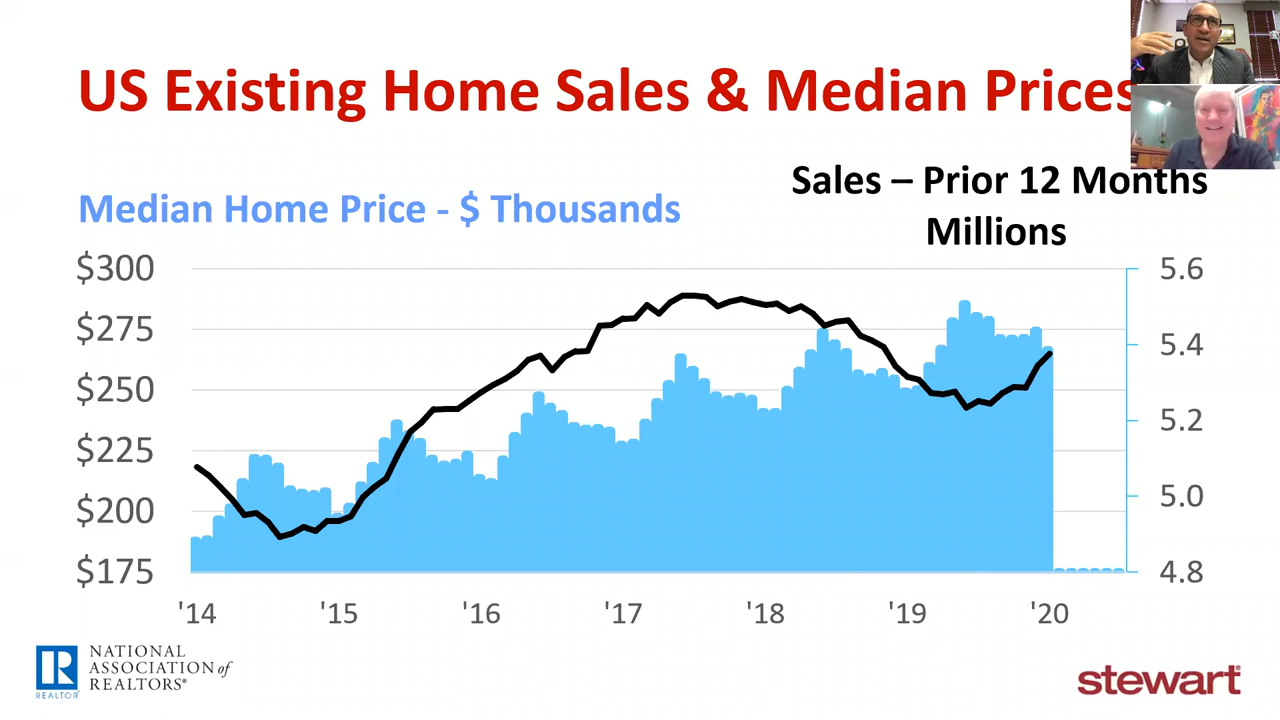 US Existing Home Sales & Median Prices
Sales – Prior 12 Months
Millions
Median Home Price - $ Thousands
$300
$275
$250
$225
$200
$175
5.6
5.4
5.2
5.0
4.8
'14 '15 '16 '17 '18 '19 '20
R
REALTOR®
NATIONAL
ASSOCIATION of
REALTORS®
stewart®